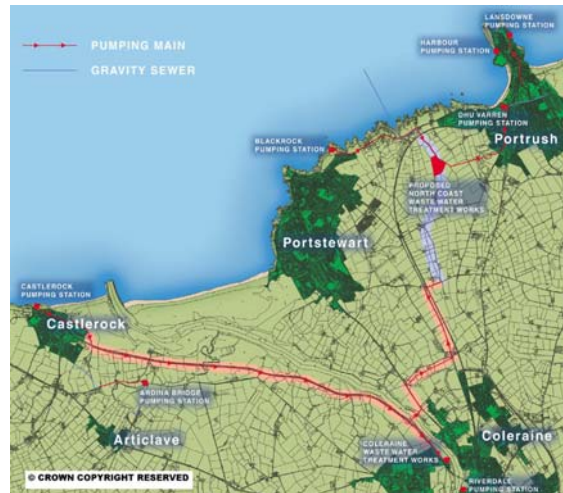 PUMPING MAIN
GRAVITY SEWER
LANSDOWNE
PUMPING STATION
HARBOUR
PUMPING STATION
DHU VARREN
PUMPING STATION
Portrush
BLACKROCK
PUMPING STATION
PROPOSED
NORTH COAST
WASTE WATER
TREATMENT WORKS
Portstewart
CASTLEROCK
PUMPING STATION
Castlerock
ARDINA BRIDGE
PUMPING STATION
Articlave
COLERAINE
WASTE WATER
TREATMENT WORKS
Coleraine
RIVERDALE
PUMPING STATION
© CROWN COPYRIGHT RESERVED